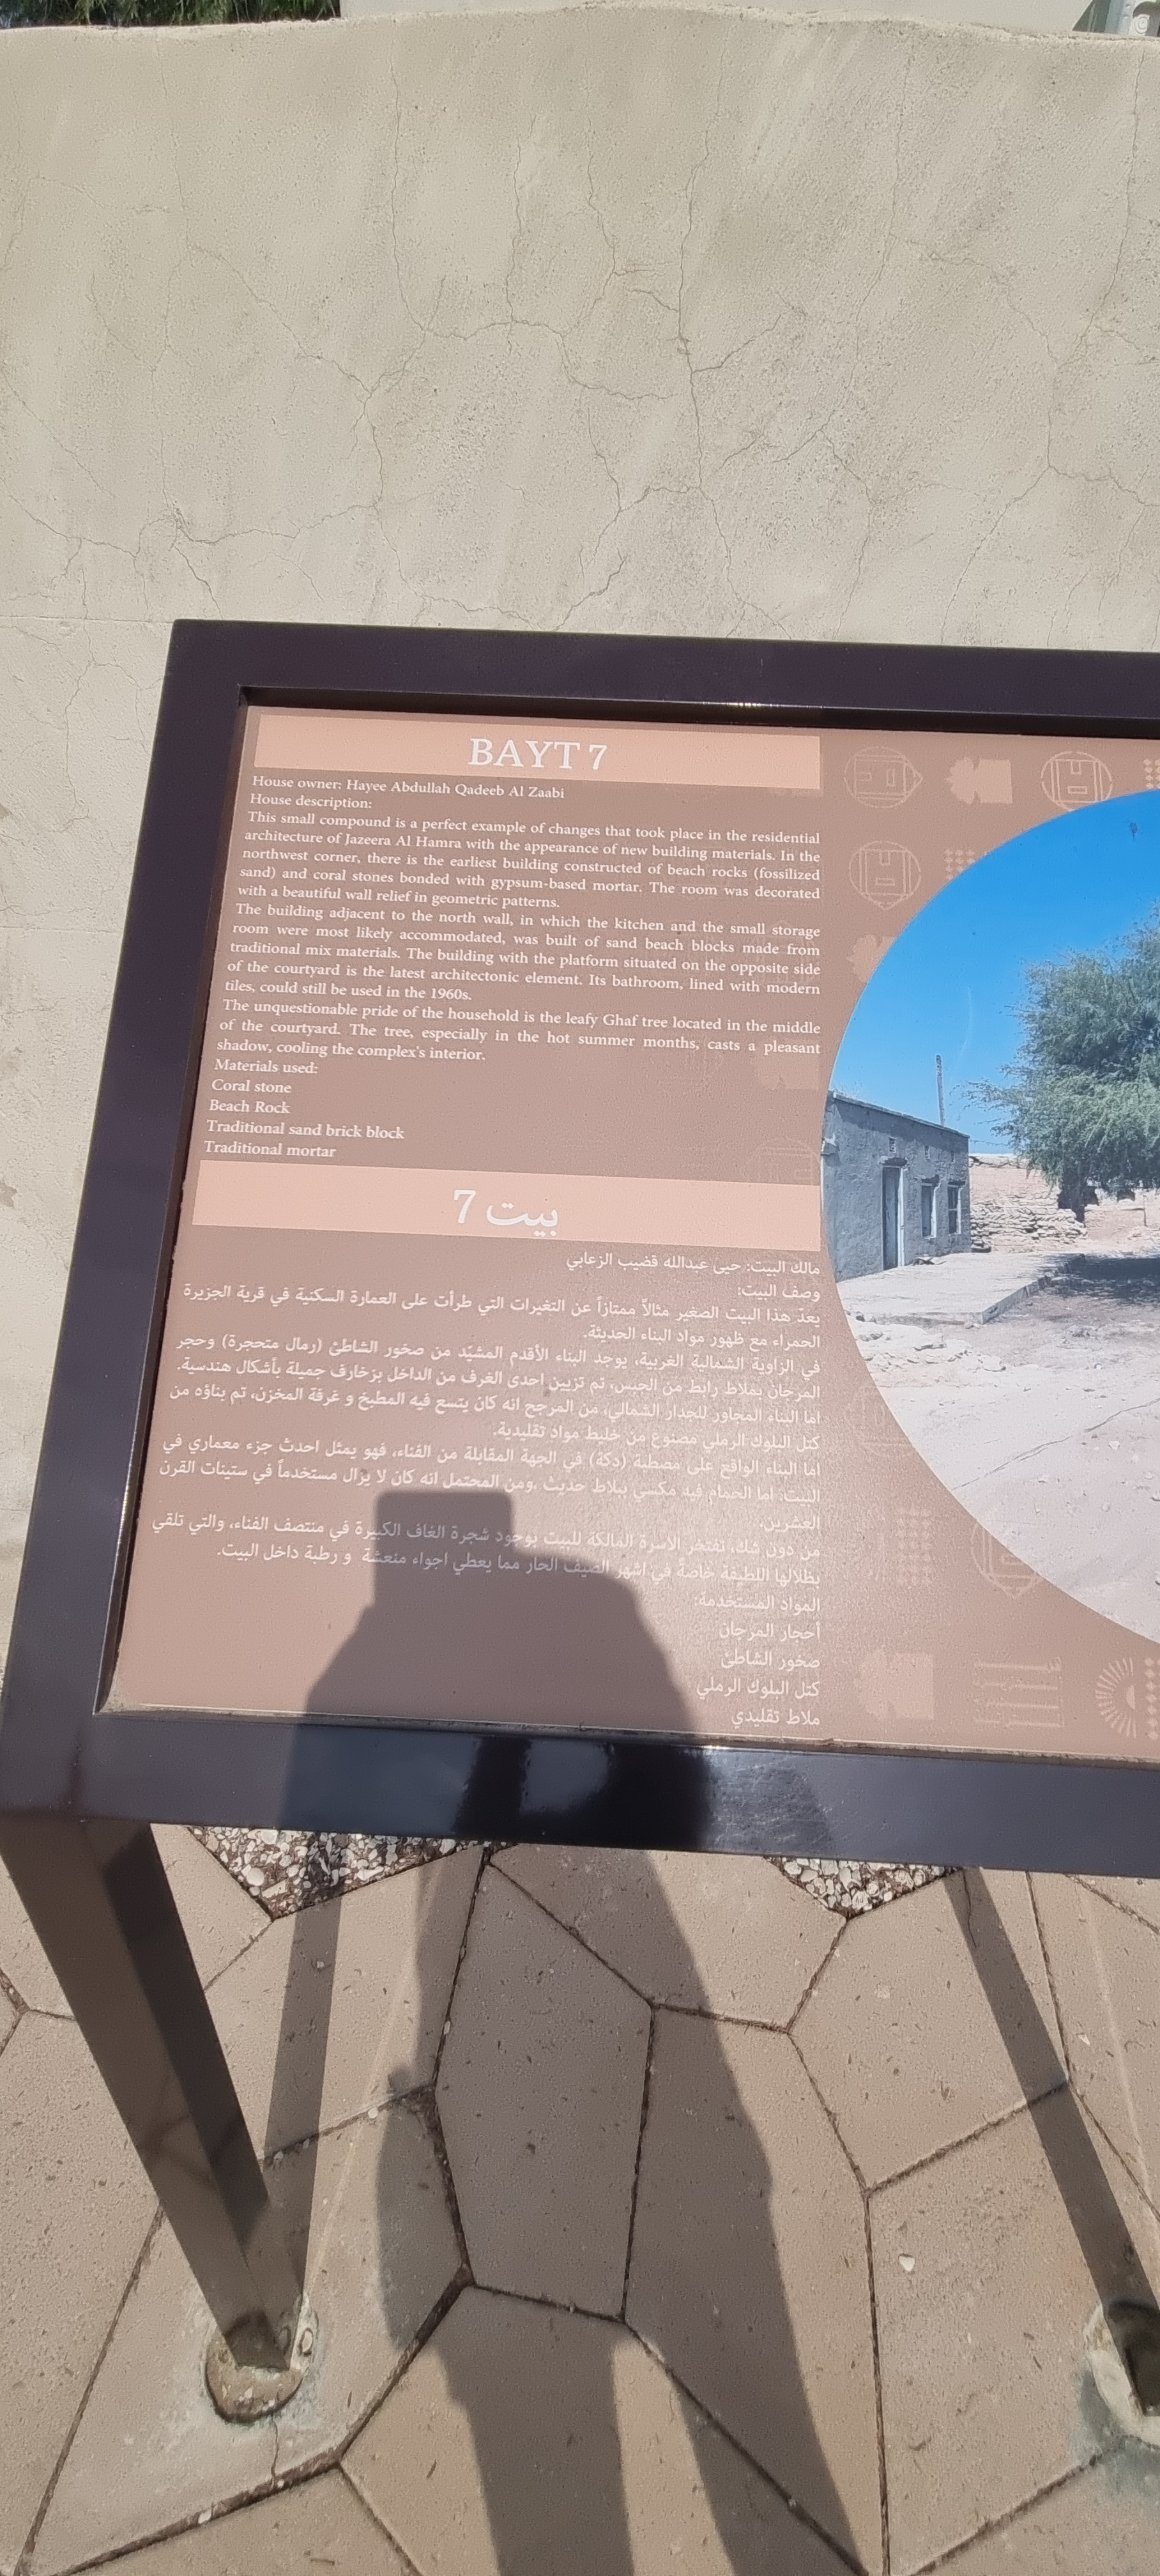 BAYT 7
House owner: Hayee Abdullah Qadeeb Al Zaabi
House description:
This small compound is a perfect example of changes that took place in the residential
architecture of Jazeera Al Hamra with the appearance of new building materials. In the
northwest corner, there is the earliest building constructed of beach rocks (fossilized
sand) and coral stones bonded with gypsum-based mortar. The room was decorated
with a beautiful wall relief in geometric patterns.
The building adjacent to the north wall, in which the kitchen and the small storage
room were most likely accommodated, was built of sand beach blocks made from
traditional mix materials. The building with the platform situated on the opposite side
of the courtyard is the latest architectonic element. Its bathroom, lined with modern
tiles, could still be used in the 1960s.
The unquestionable pride of the household is the leafy Ghaf tree located in the middle
of the courtyard. The tree, especially in the hot summer months, casts a pleasant
shadow, cooling the complex's interior.
Materials used:
Coral stone
Beach Rock
Traditional sand brick block
Traditional mortar
بيت 7
مالك البيت: حيئ عبدالله قضيب الزعابي
وصف البيت:
يعدّ هذا البيت الصغير مثالاً ممتازاً عن التغيرات التي طرأت على العمارة السكنية في قرية الجزيرة
الحمراء مع ظهور مواد البناء الحديثة.
في الزاوية الشمالية الغربية، يوجد البناء الأقدم المشيّد من صخور الشاطئ (رمال متحجرة) وحجر
المرجان بملاط رابط من الجبس، تم تزيين احدى الغرف من الداخل بزخارف جميلة بأشكال هندسية.
اما البناء المجاور للجدار الشمالي، من المرجح انه كان يتسع فيه المطبخ و غرفة المخزن، تم بناؤه من
كتل البلوك الرملي مصنوع من خليط مواد تقليدية.
اما البناء الواقع على مصطبة (دكة) في الجهة المقابلة من الفناء، فهو يمثل احدث جزء معماري في
البيت، اما الحمام فيه مكسي ببلاط حديث ،ومن المحتمل انه كان لا يزال مستخدماً في ستينات القرن
العشرين.
من دون شك، تفتخر الأسرة المالكة للبيت بوجود شجرة الغاف الكبيرة في منتصف الفناء، والتي تلقي
بظلالها اللطيفة خاصةً في اشهر الصيف الحار مما يعطي اجواء منعشة و رطبة داخل البيت.
المواد المستخدمة:
أحجار المرجان
صخور الشاطئ
كتل البلوك الرملي
ملاط تقليدي